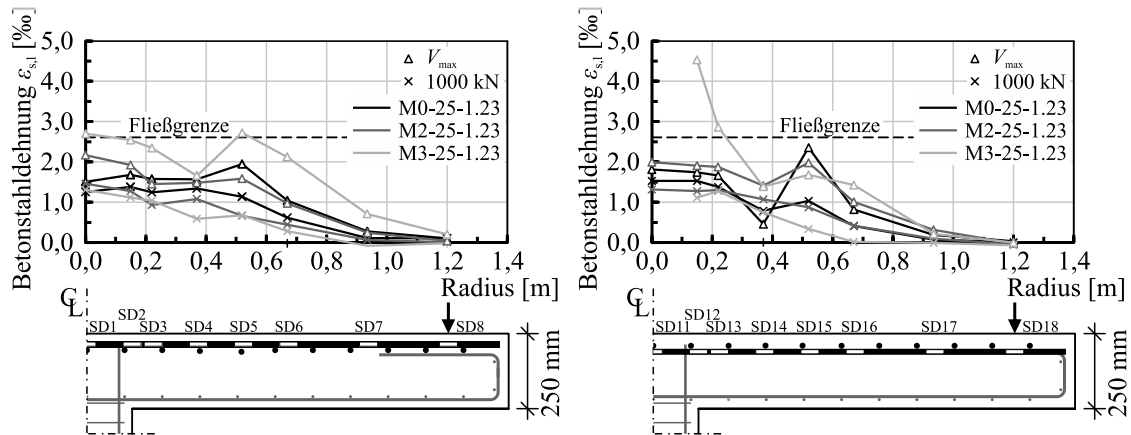 Betonstahldehnung εs,l [‰]
5,0
4,0
3,0
2,0
1,0
0,0
Fließgrenze
Vmax
1000 kN
M0-25-1.23
M2-25-1.23
M3-25-1.23
0,0 0,2 0,4 0,6 0,8 1,0 1,2 1,4
Radius [m]
CL
SD1 SD2 SD3 SD4 SD5 SD6 SD7 SD8
250 mm
Betonstahldehnung εs,l [‰]
5,0
4,0
3,0
2,0
1,0
0,0
Fließgrenze
Vmax
1000 kN
M0-25-1.23
M2-25-1.23
M3-25-1.23
0,0 0,2 0,4 0,6 0,8 1,0 1,2 1,4
Radius [m]
CL
SD11 SD12 SD13 SD14 SD15 SD16 SD17 SD18
250 mm